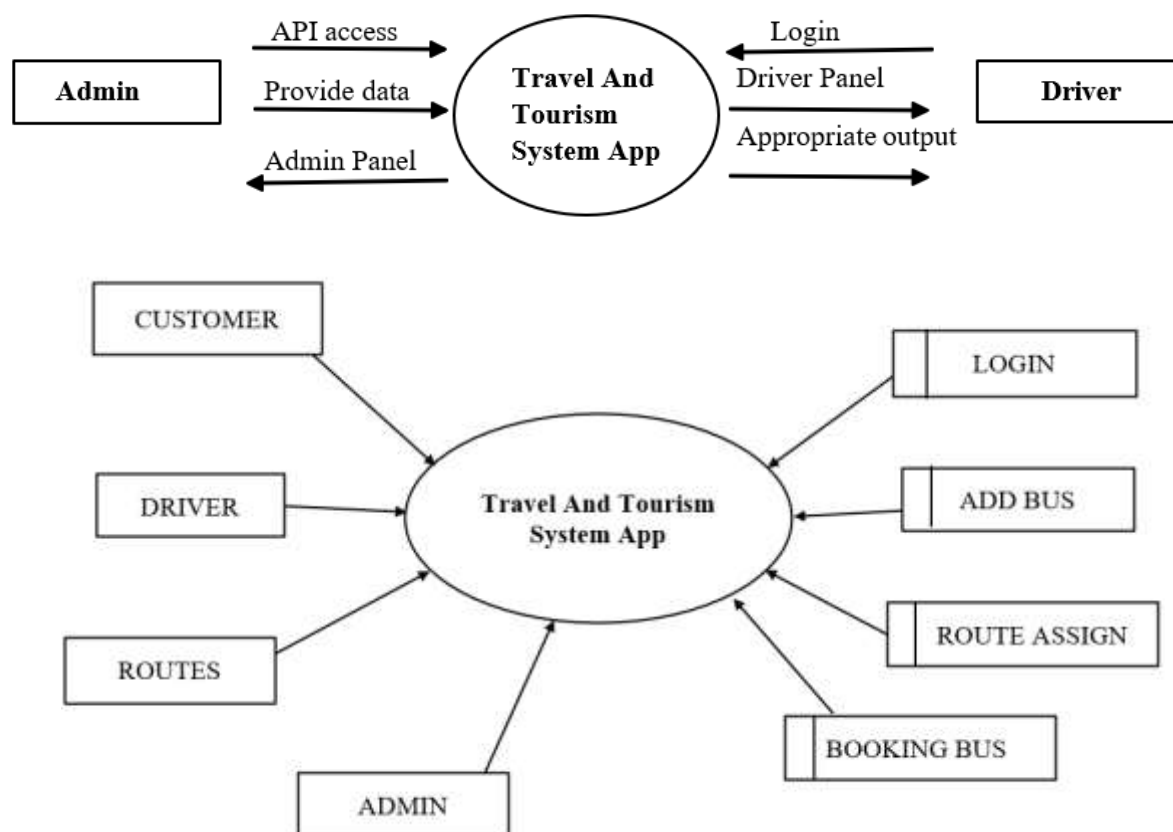 API access
Login
Admin
Provide data
Travel And
Tourism
System App
Driver Panel
Driver
Admin Panel
Appropriate output
CUSTOMER
LOGIN
DRIVER
Travel And Tourism
System App
ADD BUS
ROUTES
ROUTE ASSIGN
BOOKING BUS
ADMIN